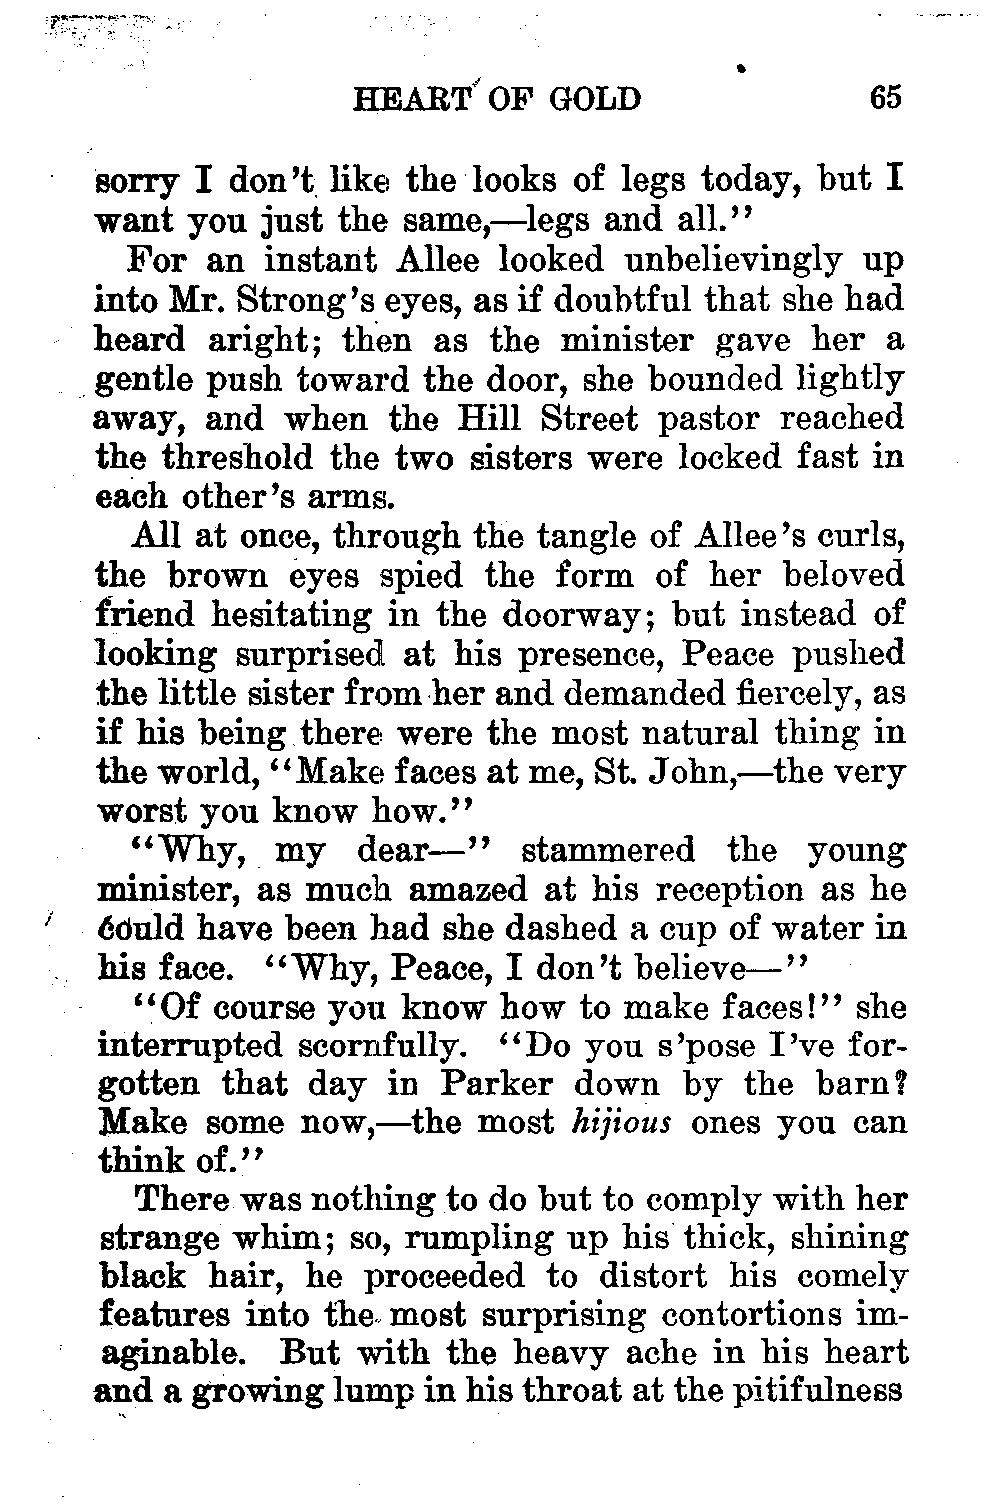 HEART OF GOLD 65
sorry I don't like the looks of legs today, but I
want you just the same,—legs and all."
For an instant Allee looked unbelievingly up
into Mr. Strong's eyes, as if doubtful that she had
heard aright; then as the minister gave her a
gentle push toward the door, she bounded lightly
away, and when the Hill Street pastor reached
the threshold the two sisters were locked fast in
each other's arms.
All at once, through the tangle of Allee's curls,
the brown eyes spied the form of her beloved
friend hesitating in the doorway; but instead of
looking surprised at his presence, Peace pushed
the little sister from her and demanded fiercely, as
if his being there were the most natural thing in
the world, "Make faces at me, St. John,—the very
worst you know how."
"Why, my dear—" stammered the young
minister, as much amazed at his reception as he
could have been had she dashed a cup of water in
his face. "Why, Peace, I don't believe—"
"Of course you know how to make faces!" she
interrupted scornfully. "Do you s'pose I've for-
gotten that day in Parker down by the barn?
Make some now,—the most hijious ones you can
think of."
There was nothing to do but to comply with her
strange whim; so, rumpling up his thick, shining
black hair, he proceeded to distort his comely
features into the most surprising contortions im-
aginable. But with the heavy ache in his heart
and a growing lump in his throat at the pitifulness